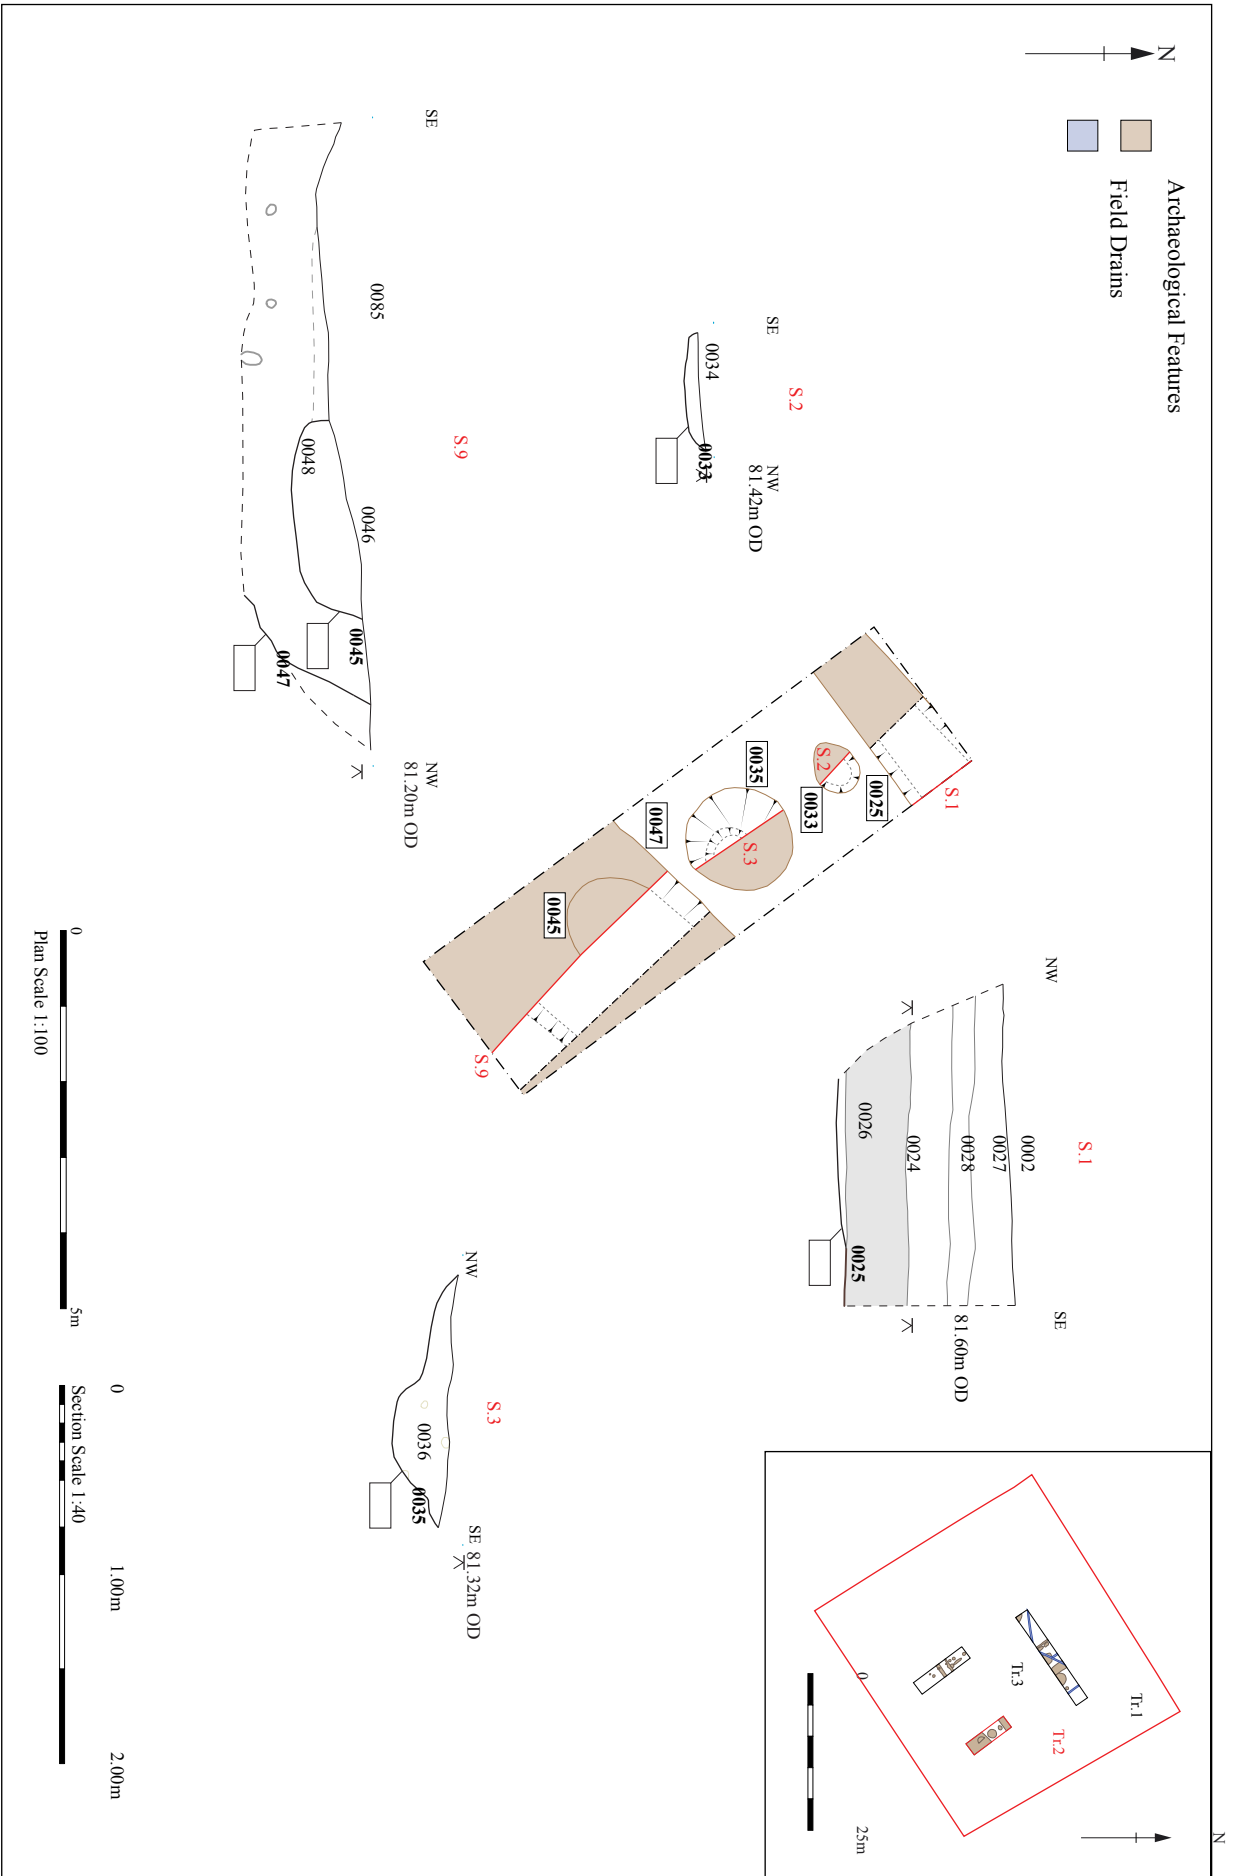 N
Archaeological Features
Field Drains
SE
S.2
NW
81.42m OD
0034
0033
SE
S.9
NW
81.20m OD
0085
0048
0046
0045
0047
S.1
0025
S.2
0033
0035
S.3
0047
0045
S.9
NW
S.1
SE
81.60m OD
0002
0027
0028
0024
0026
0025
NW
S.3
SE
81.32m OD
0036
0035
N
Tr.1
Tr.2
Tr.3
0
25m
0
5m
Plan Scale 1:100
0
1.00m
2.00m
Section Scale 1:40